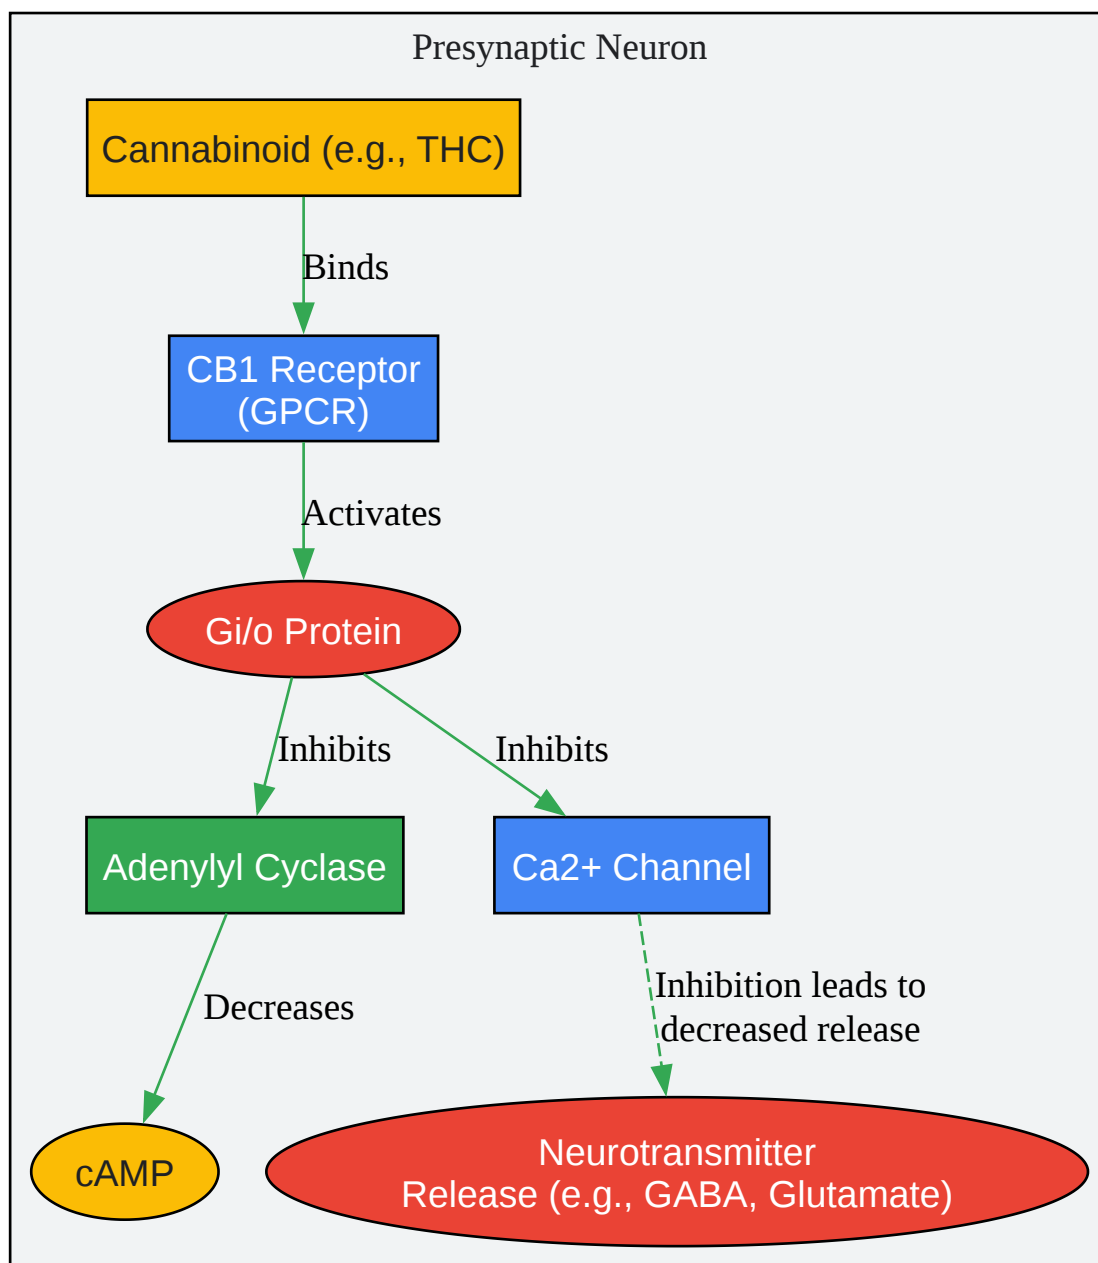 Presynaptic Neuron
Cannabinoid (e.g., THC)
Binds
CB1 Receptor
(GPCR)
Activates
Gi/o Protein
Inhibits
Inhibits
Adenylyl Cyclase
Ca2+ Channel
Decreases
Inhibition leads to
decreased release
cAMP
Neurotransmitter
Release (e.g., GABA, Glutamate)